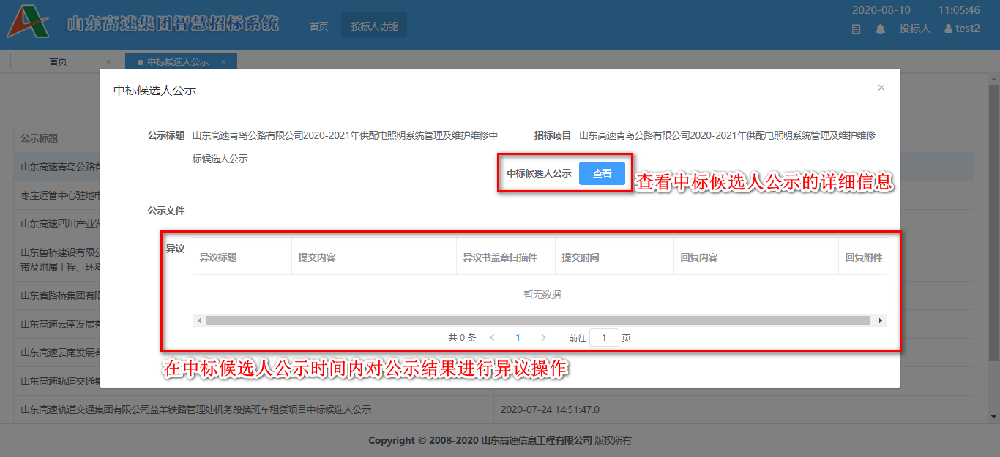 山东高速集团智慧招标系统
首页
投标人功能
2020-08-10 11:05:46
投标人 test2
首页 ×
中标候选人公示 ×
中标候选人公示 ×
公示标题
公示标题 山东高速青岛公路有限公司2020-2021年供配电照明系统管理及维护维修中
标候选人公示
招标项目 山东高速青岛公路有限公司2020-2021年供配电照明系统管理及维护维修
中标候选人公示 查看
查看中标候选人公示的详细信息
公示文件
异议
异议标题 提交内容 异议书盖章扫描件 提交时间 回复内容 回复附件
暂无数据
共 0 条 < 1 > 前往 1 页
在中标候选人公示时间内对公示结果进行异议操作
山东高速青岛公路有
枣庄运管中心驻地电
山东高速四川产业发
山东鲁桥建设有限公
带及附属工程、环境
山东省路桥集团有限
山东高速云南发展有
山东高速云南发展有
山东高速轨道交通集
山东高速轨道交通集团有限公司益羊铁路管理处机务段换班车租赁项目中标候选人公示 2020-07-24 14:51:47.0
Copyright © 2008-2020 山东高速信息工程有限公司 版权所有